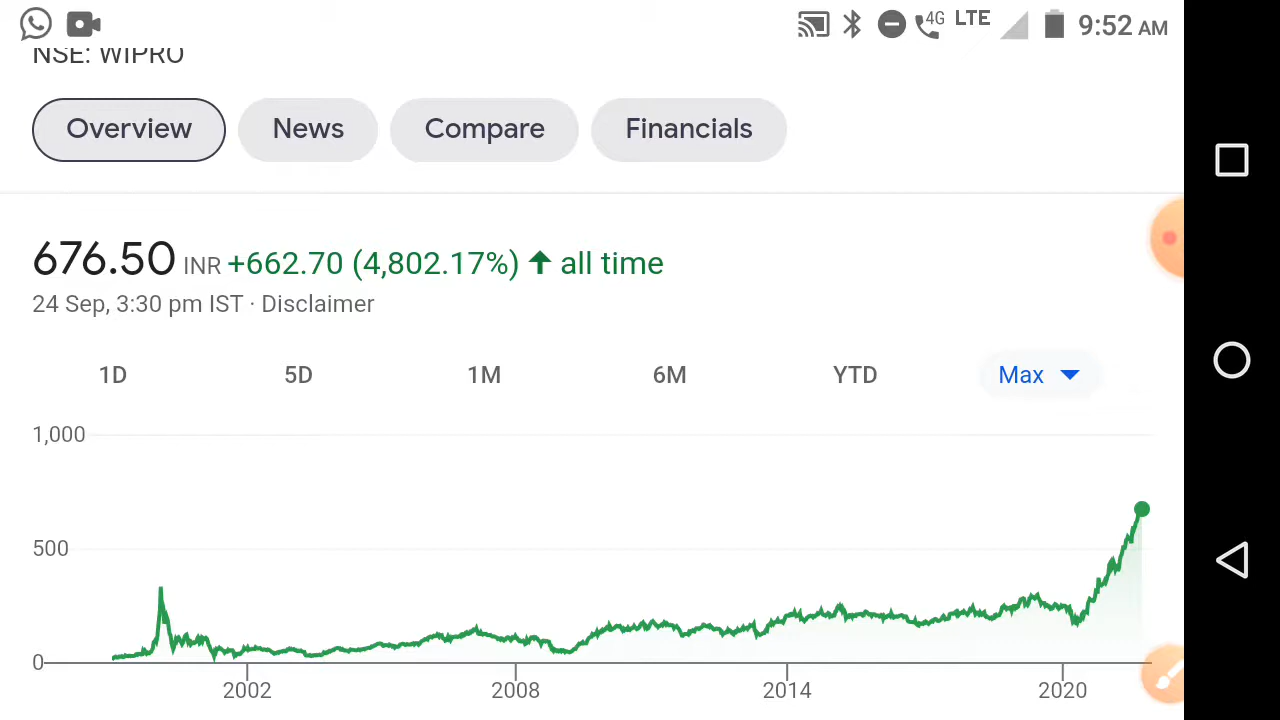 4G LTE 9:52 AM
NSE: WIPRO
Overview News Compare Financials
676.50 INR +662.70 (4,802.17%) ↑ all time
24 Sep, 3:30 pm IST · Disclaimer
1D 5D 1M 6M YTD Max
1,000
500
0
2002 2008 2014 2020